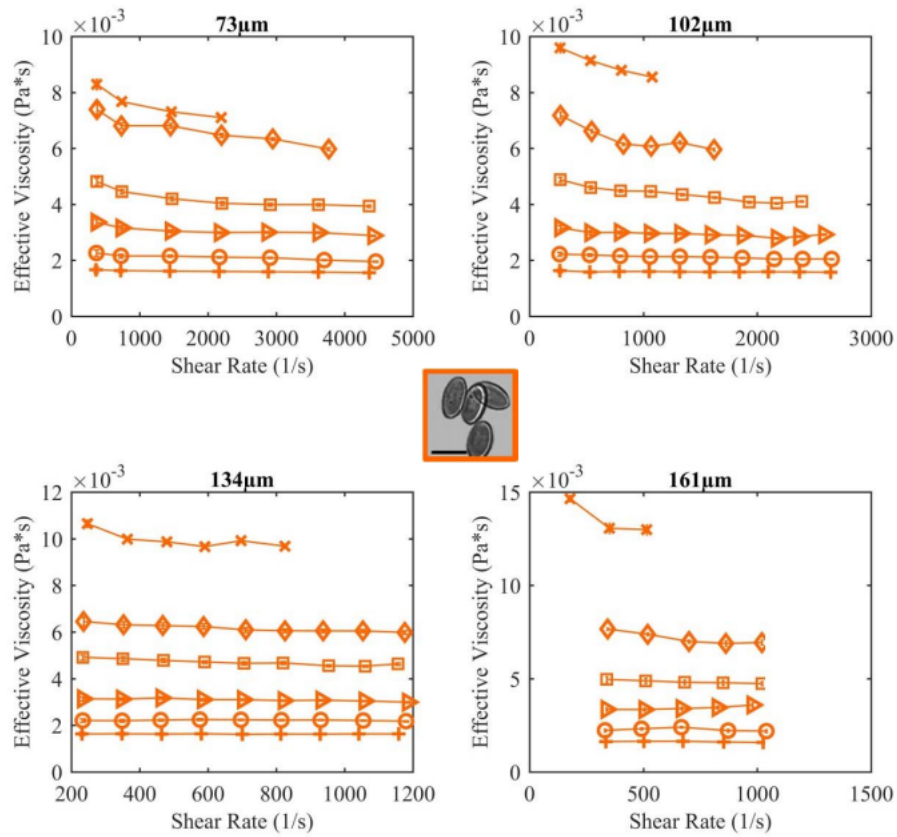 73μm
×10⁻³
10
8
6
4
2
0
Effective Viscosity (Pa*s)
0 1000 2000 3000 4000 5000
Shear Rate (1/s)
102μm
×10⁻³
10
8
6
4
2
0
Effective Viscosity (Pa*s)
0 1000 2000 3000
Shear Rate (1/s)
134μm
×10⁻³
12
10
8
6
4
2
0
Effective Viscosity (Pa*s)
200 400 600 800 1000 1200
Shear Rate (1/s)
161μm
×10⁻³
15
10
5
0
Effective Viscosity (Pa*s)
0 500 1000 1500
Shear Rate (1/s)